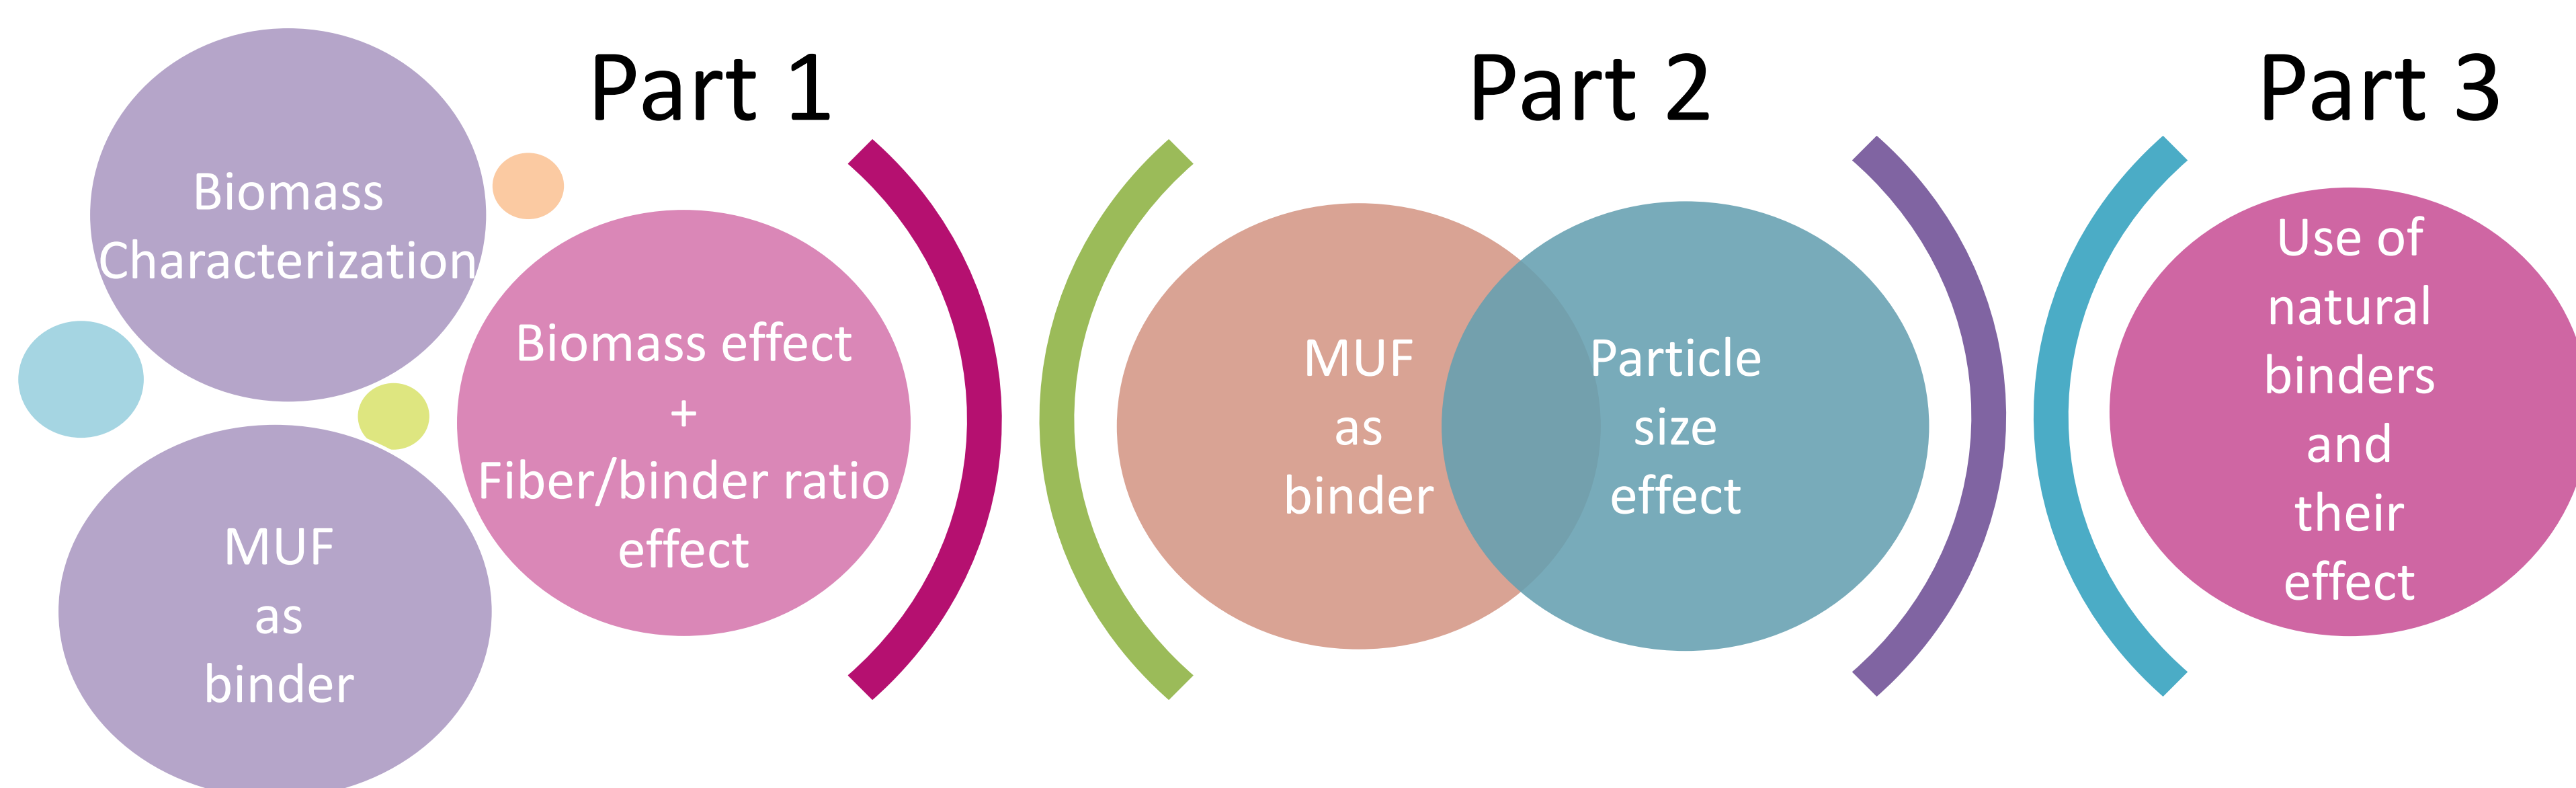 Part 1
Biomass
Characterization
MUF
as
binder
Biomass effect
+
Fiber/binder ratio
effect
Part 2
MUF
as
binder
Particle
size
effect
Part 3
Use of
natural
binders
and
their
effect